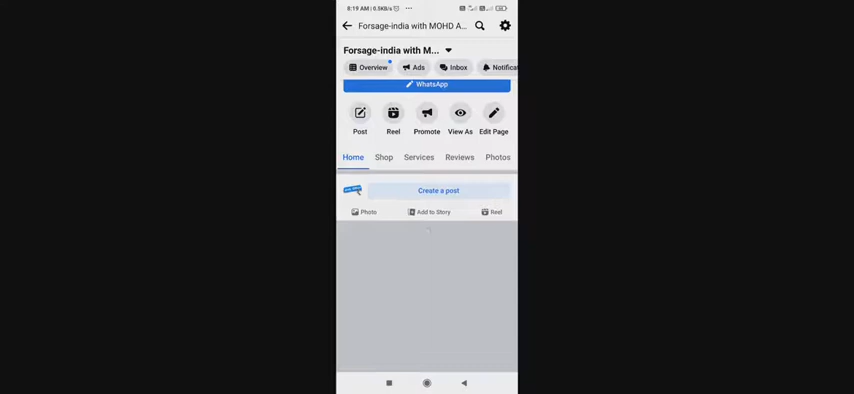 8:19 AM | 0.5KB/s ...
Forsage-india with MOHD A...
Forsage-india with M...
Overview Ads Inbox Notificat
WhatsApp
Post Reel Promote View As Edit Page
Home Shop Services Reviews Photos
Create a post
Photo Add to Story Reel